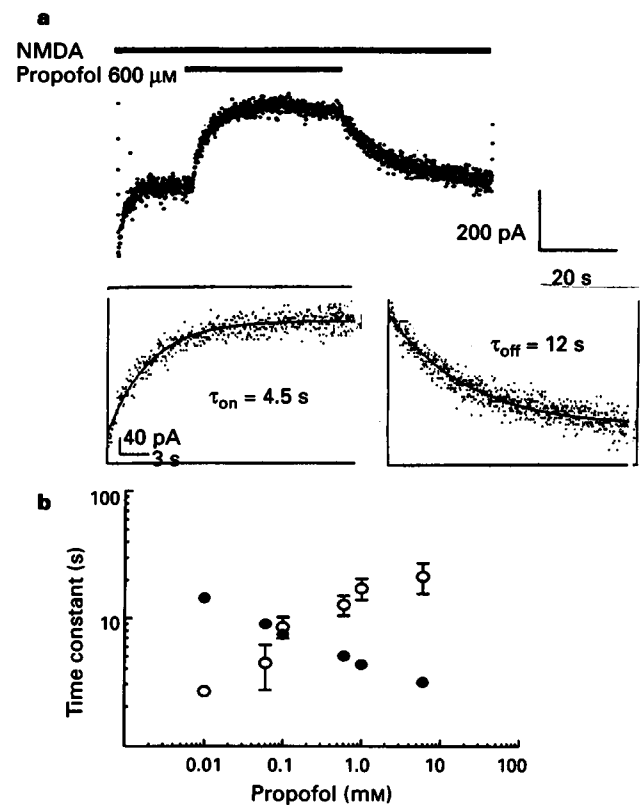 a
NMDA
Propofol 600 μM
200 pA
20 s
τon = 4.5 s
40 pA
3 s
τoff = 12 s
b
Time constant (s)
100
10
0.01
0.1
1.0
10
100
Propofol (mM)